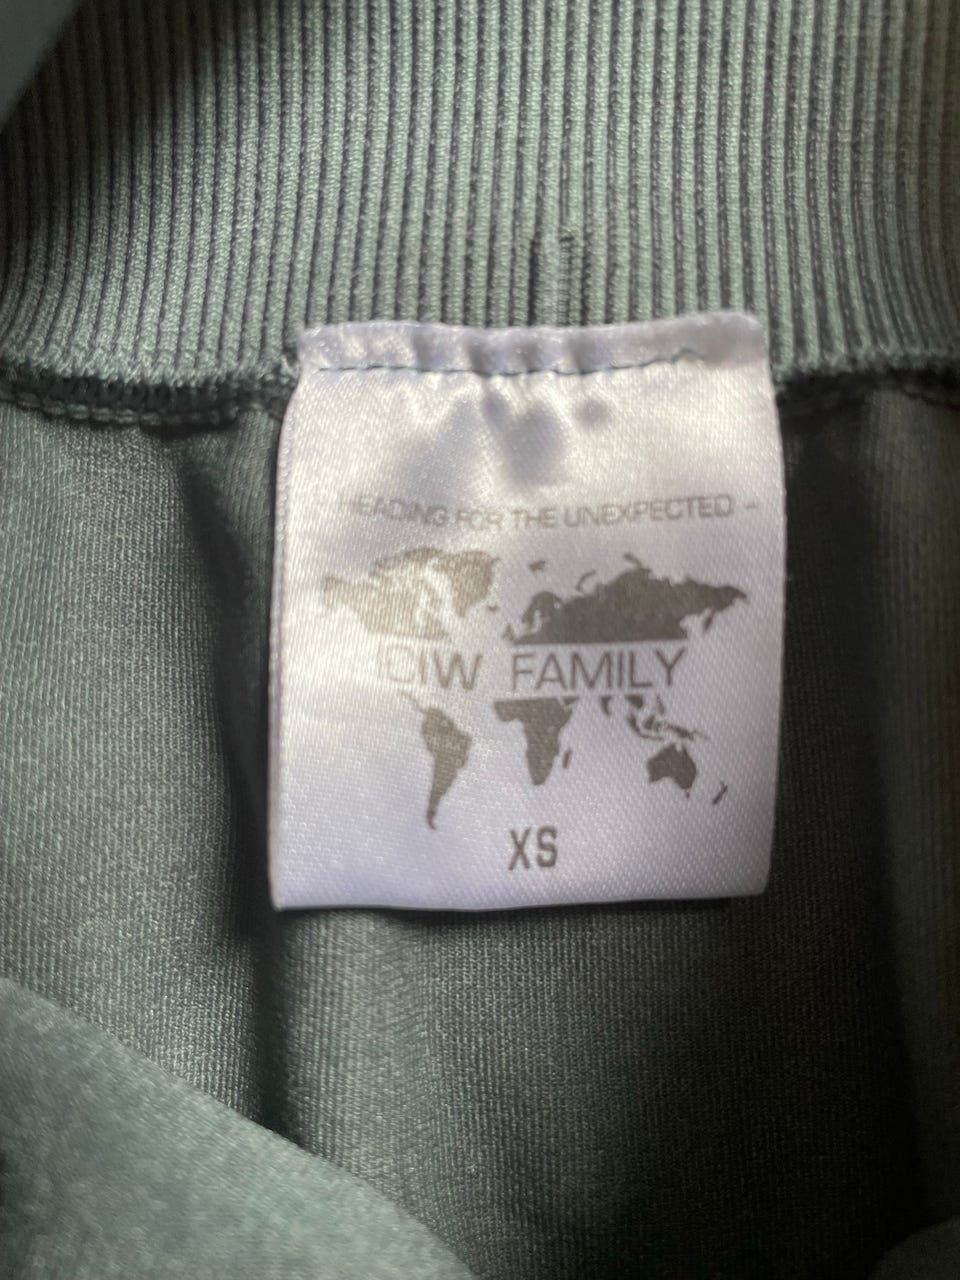 HEADING FOR THE UNEXPECTED -
DIW FAMILY
XS